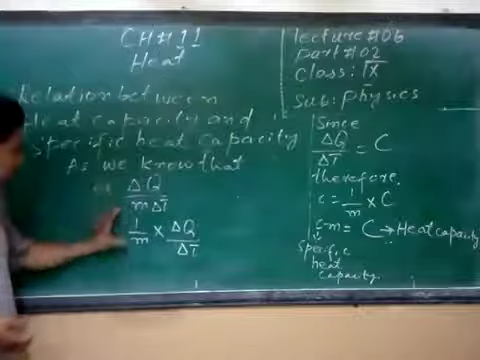 CH # 11
Heat
Relation between
Heat capacity and
specific heat capacity
As we know that
ΔQ
m ΔT
1/m × ΔQ/ΔT
lecture # 06
part # 02
Class: IX
Sub: physics
Since
ΔQ/ΔT = C
therefore
c = 1/m × C
cm = C → Heat capacity
specific
heat
capacity